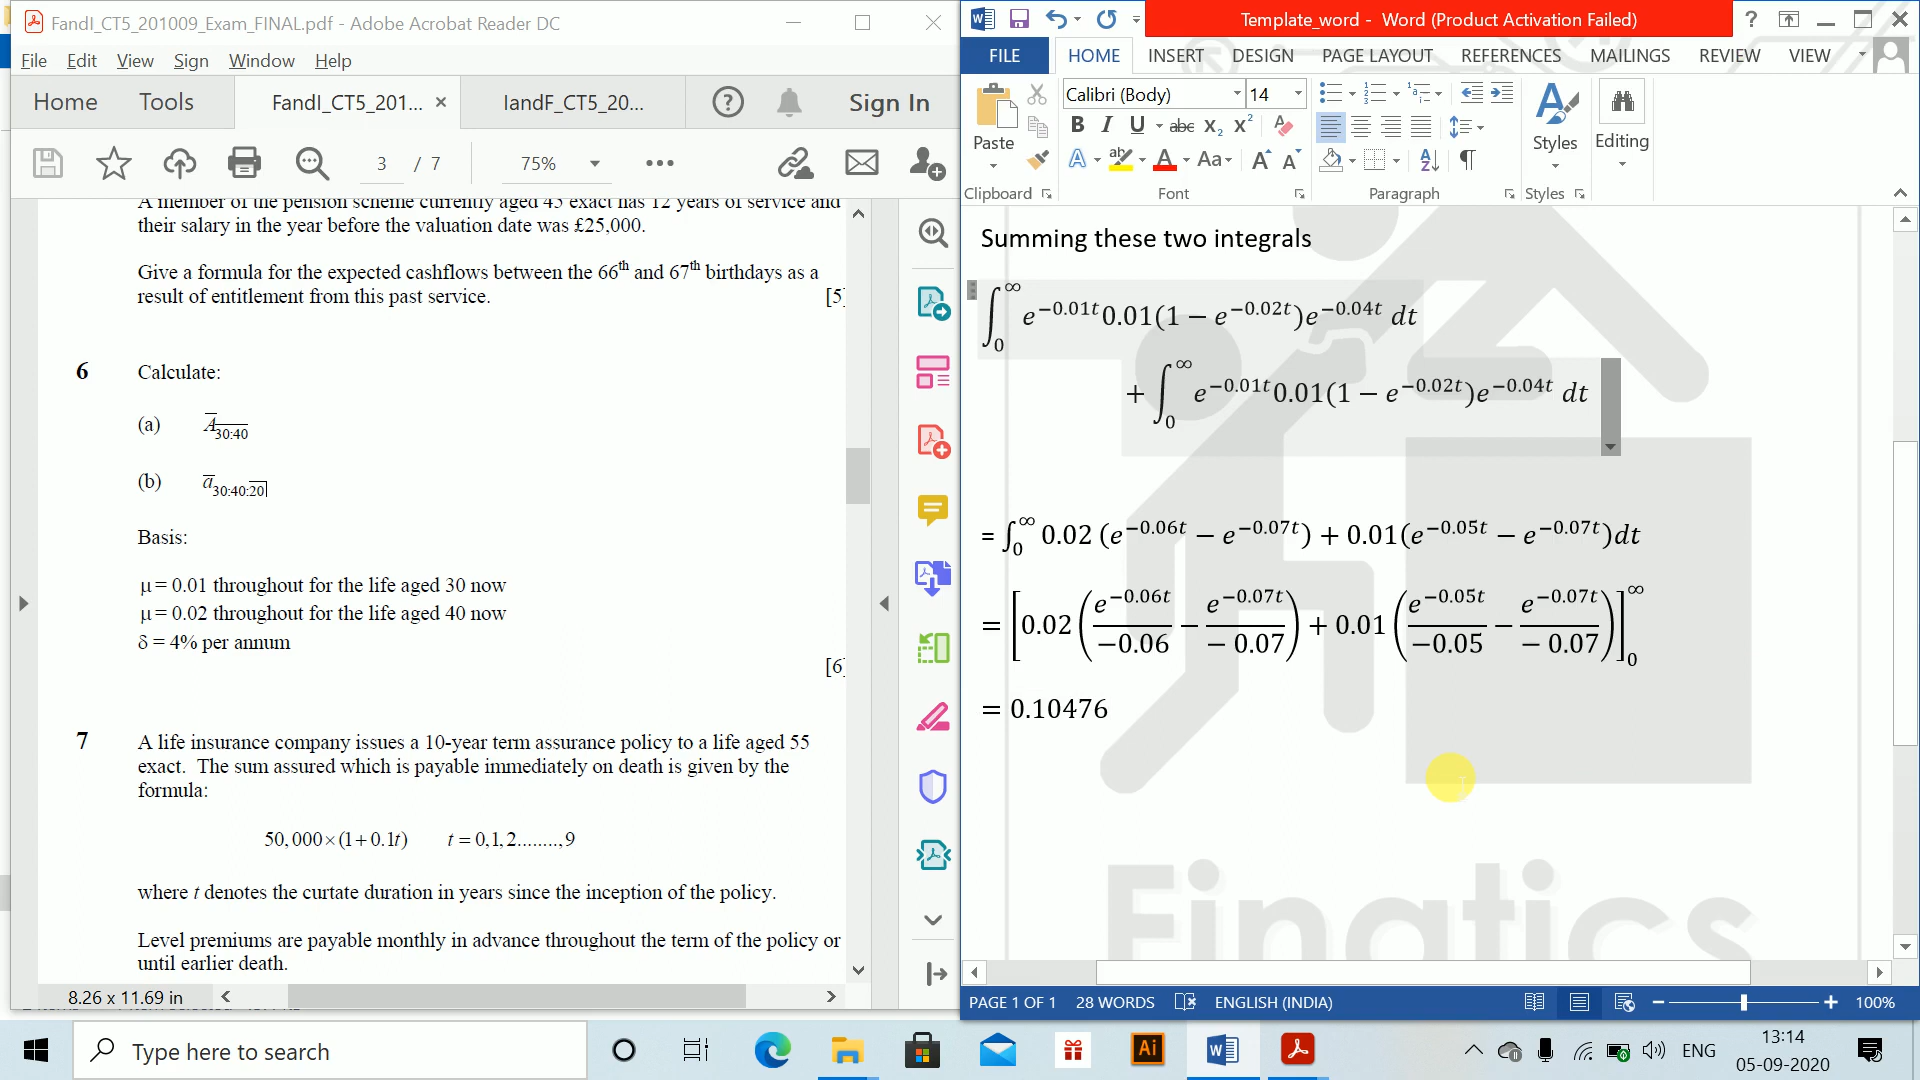 FandI_CT5_201009_Exam_FINAL.pdf - Adobe Acrobat Reader DC
File Edit View Sign Window Help
Home Tools FandI_CT5_201... × IandF_CT5_20... Sign In
3 / 7 75%
A member of the pension scheme currently aged 45 exact has 12 years of service and
their salary in the year before the valuation date was £25,000.
Give a formula for the expected cashflows between the 66th and 67th birthdays as a
result of entitlement from this past service. [5]
6 Calculate:
(a) A̅30:40
(b) a̅30:40:20|
Basis:
μ = 0.01 throughout for the life aged 30 now
μ = 0.02 throughout for the life aged 40 now
δ = 4% per annum
[6]
7 A life insurance company issues a 10-year term assurance policy to a life aged 55
exact. The sum assured which is payable immediately on death is given by the
formula:
50,000×(1+0.1t) t = 0,1,2........,9
where t denotes the curtate duration in years since the inception of the policy.
Level premiums are payable monthly in advance throughout the term of the policy or
until earlier death.
8.26 x 11.69 in
Template_word - Word (Product Activation Failed)
FILE HOME INSERT DESIGN PAGE LAYOUT REFERENCES MAILINGS REVIEW VIEW
Calibri (Body) 14
Paste
Styles
Editing
Clipboard Font Paragraph Styles
Summing these two integrals
∫₀^∞ e^−0.01t 0.01(1 − e^−0.02t)e^−0.04t dt
+ ∫₀^∞ e^−0.01t 0.01(1 − e^−0.02t)e^−0.04t dt
= ∫₀^∞ 0.02 (e^−0.06t − e^−0.07t) + 0.01(e^−0.05t − e^−0.07t)dt
= [0.02 (e^−0.06t/−0.06 − e^−0.07t/− 0.07) + 0.01 (e^−0.05t/−0.05 − e^−0.07t/− 0.07)]₀^∞
= 0.10476
Finatics
PAGE 1 OF 1 28 WORDS ENGLISH (INDIA) 100%
Type here to search
Ai
ENG
13:14
05-09-2020